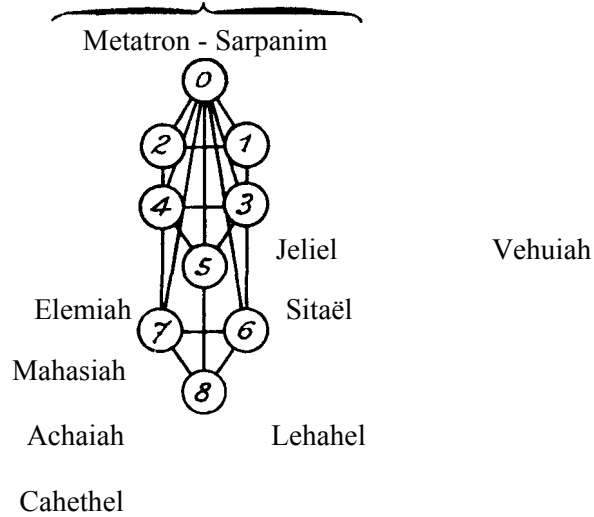 Metatron - Sarpanim
0
2 1
4 3
Jeliel Vehuiah
5
Elemiah Sitaël
7 6
Mahasiah
8
Achaiah Lehahel
Cahethel